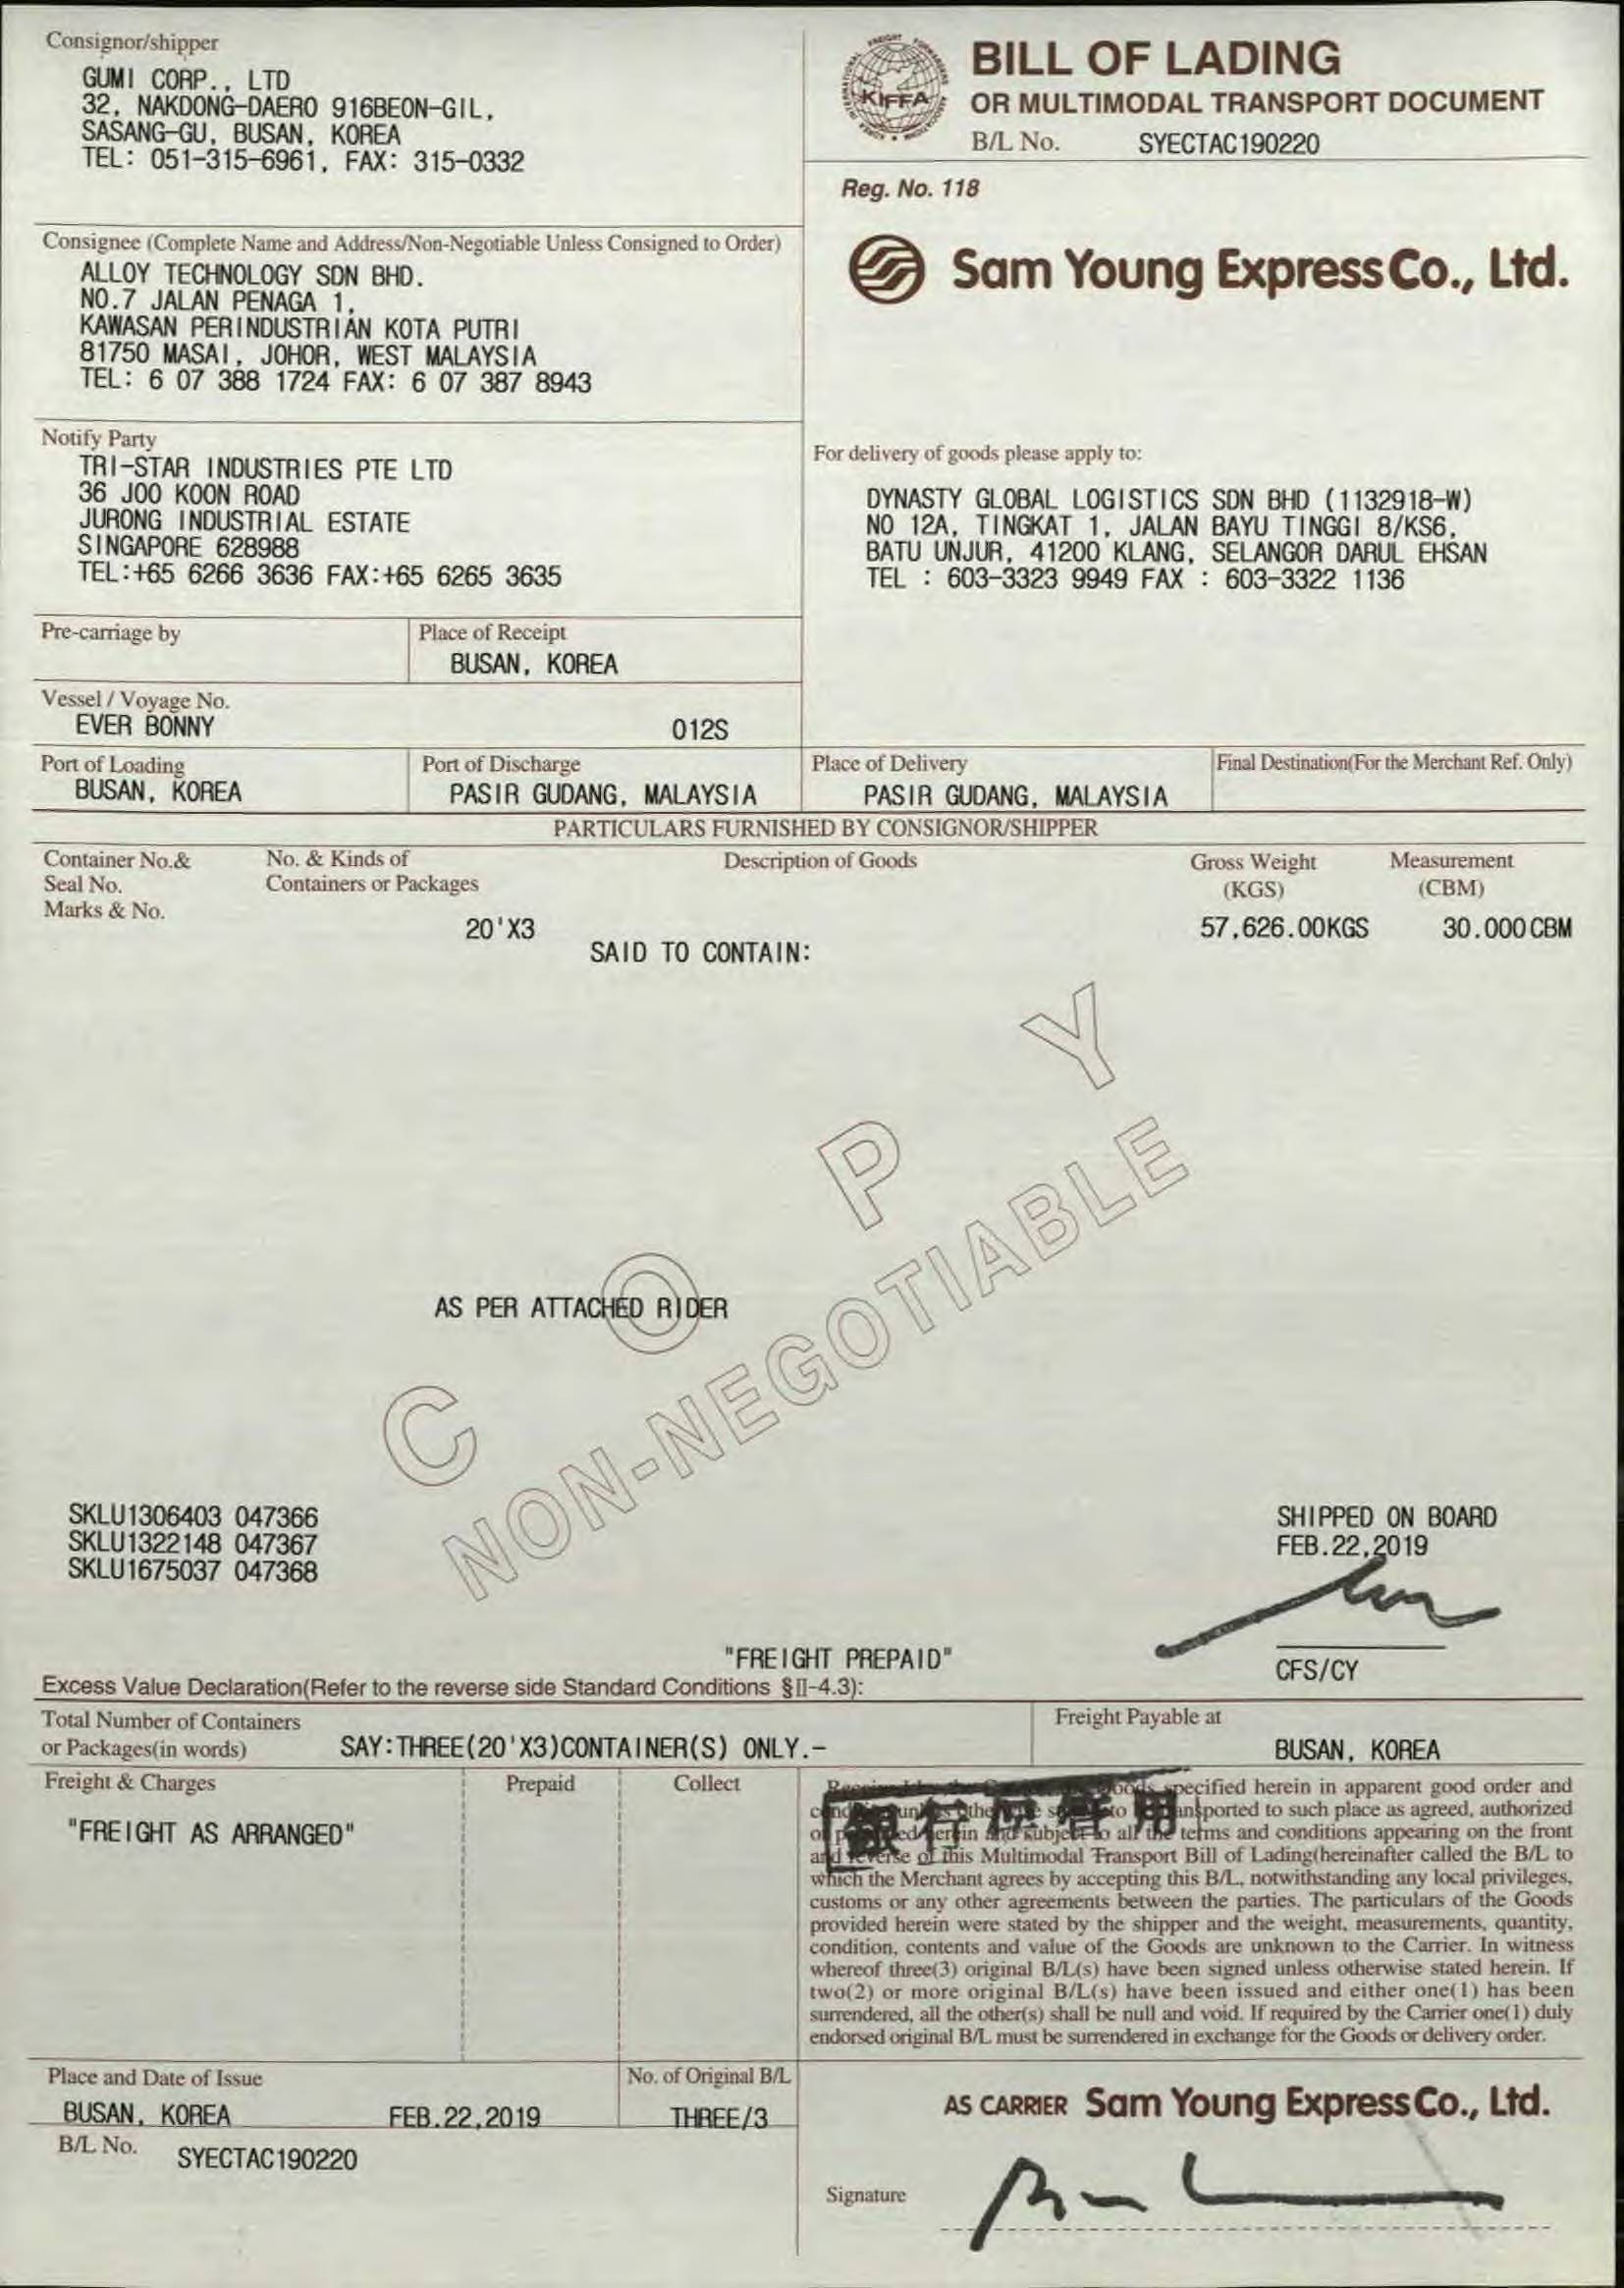 Consignor/shipper
GUMI CORP., LTD
32, NAKDONG-DAERO 916BEON-GIL,
SASANG-GU, BUSAN, KOREA
TEL: 051-315-6961, FAX: 315-0332
KIFFA
BILL OF LADING
OR MULTIMODAL TRANSPORT DOCUMENT
B/L No. SYECTAC190220
Reg. No. 118
Sam Young Express Co., Ltd.
Consignee (Complete Name and Address/Non-Negotiable Unless Consigned to Order)
ALLOY TECHNOLOGY SDN BHD.
NO.7 JALAN PENAGA 1,
KAWASAN PERINDUSTRIAN KOTA PUTRI
81750 MASAI, JOHOR, WEST MALAYSIA
TEL: 6 07 388 1724 FAX: 6 07 387 8943
Notify Party
TRI-STAR INDUSTRIES PTE LTD
36 JOO KOON ROAD
JURONG INDUSTRIAL ESTATE
SINGAPORE 628988
TEL:+65 6266 3636 FAX:+65 6265 3635
For delivery of goods please apply to:
DYNASTY GLOBAL LOGISTICS SDN BHD (1132918-W)
NO 12A, TINGKAT 1, JALAN BAYU TINGGI 8/KS6,
BATU UNJUR, 41200 KLANG, SELANGOR DARUL EHSAN
TEL : 603-3323 9949 FAX : 603-3322 1136
Pre-carriage by
Place of Receipt
BUSAN, KOREA
Vessel / Voyage No.
EVER BONNY 012S
Port of Loading
BUSAN, KOREA
Port of Discharge
PASIR GUDANG, MALAYSIA
Place of Delivery
PASIR GUDANG, MALAYSIA
Final Destination(For the Merchant Ref. Only)
PARTICULARS FURNISHED BY CONSIGNOR/SHIPPER
Container No.&
Seal No.
Marks & No.
No. & Kinds of
Containers or Packages
Description of Goods
Gross Weight
(KGS)
Measurement
(CBM)
20'X3
57,626.00KGS
30.000CBM
SAID TO CONTAIN:
COPY
NON-NEGOTIABLE
AS PER ATTACHED RIDER
SKLU1306403 047366
SKLU1322148 047367
SKLU1675037 047368
SHIPPED ON BOARD
FEB.22,2019
"FREIGHT PREPAID"
CFS/CY
Excess Value Declaration(Refer to the reverse side Standard Conditions §II-4.3):
Total Number of Containers
or Packages(in words)
SAY:THREE(20'X3)CONTAINER(S) ONLY.-
Freight Payable at
BUSAN, KOREA
Freight & Charges
Prepaid
Collect
"FREIGHT AS ARRANGED"
銀行原启用
specified herein in apparent good order and
transported to such place as agreed, authorized
herein and subject to all the terms and conditions appearing on the front
and reverse of this Multimodal Transport Bill of Lading(hereinafter called the B/L to
which the Merchant agrees by accepting this B/L, notwithstanding any local privileges,
customs or any other agreements between the parties. The particulars of the Goods
provided herein were stated by the shipper and the weight, measurements, quantity,
condition, contents and value of the Goods are unknown to the Carrier. In witness
whereof three(3) original B/L(s) have been signed unless otherwise stated herein. If
two(2) or more original B/L(s) have been issued and either one(1) has been
surrendered, all the other(s) shall be null and void. If required by the Carrier one(1) duly
endorsed original B/L must be surrendered in exchange for the Goods or delivery order.
Place and Date of Issue
BUSAN, KOREA FEB.22,2019
No. of Original B/L
THREE/3
B/L No. SYECTAC190220
AS CARRIER Sam Young Express Co., Ltd.
Signature